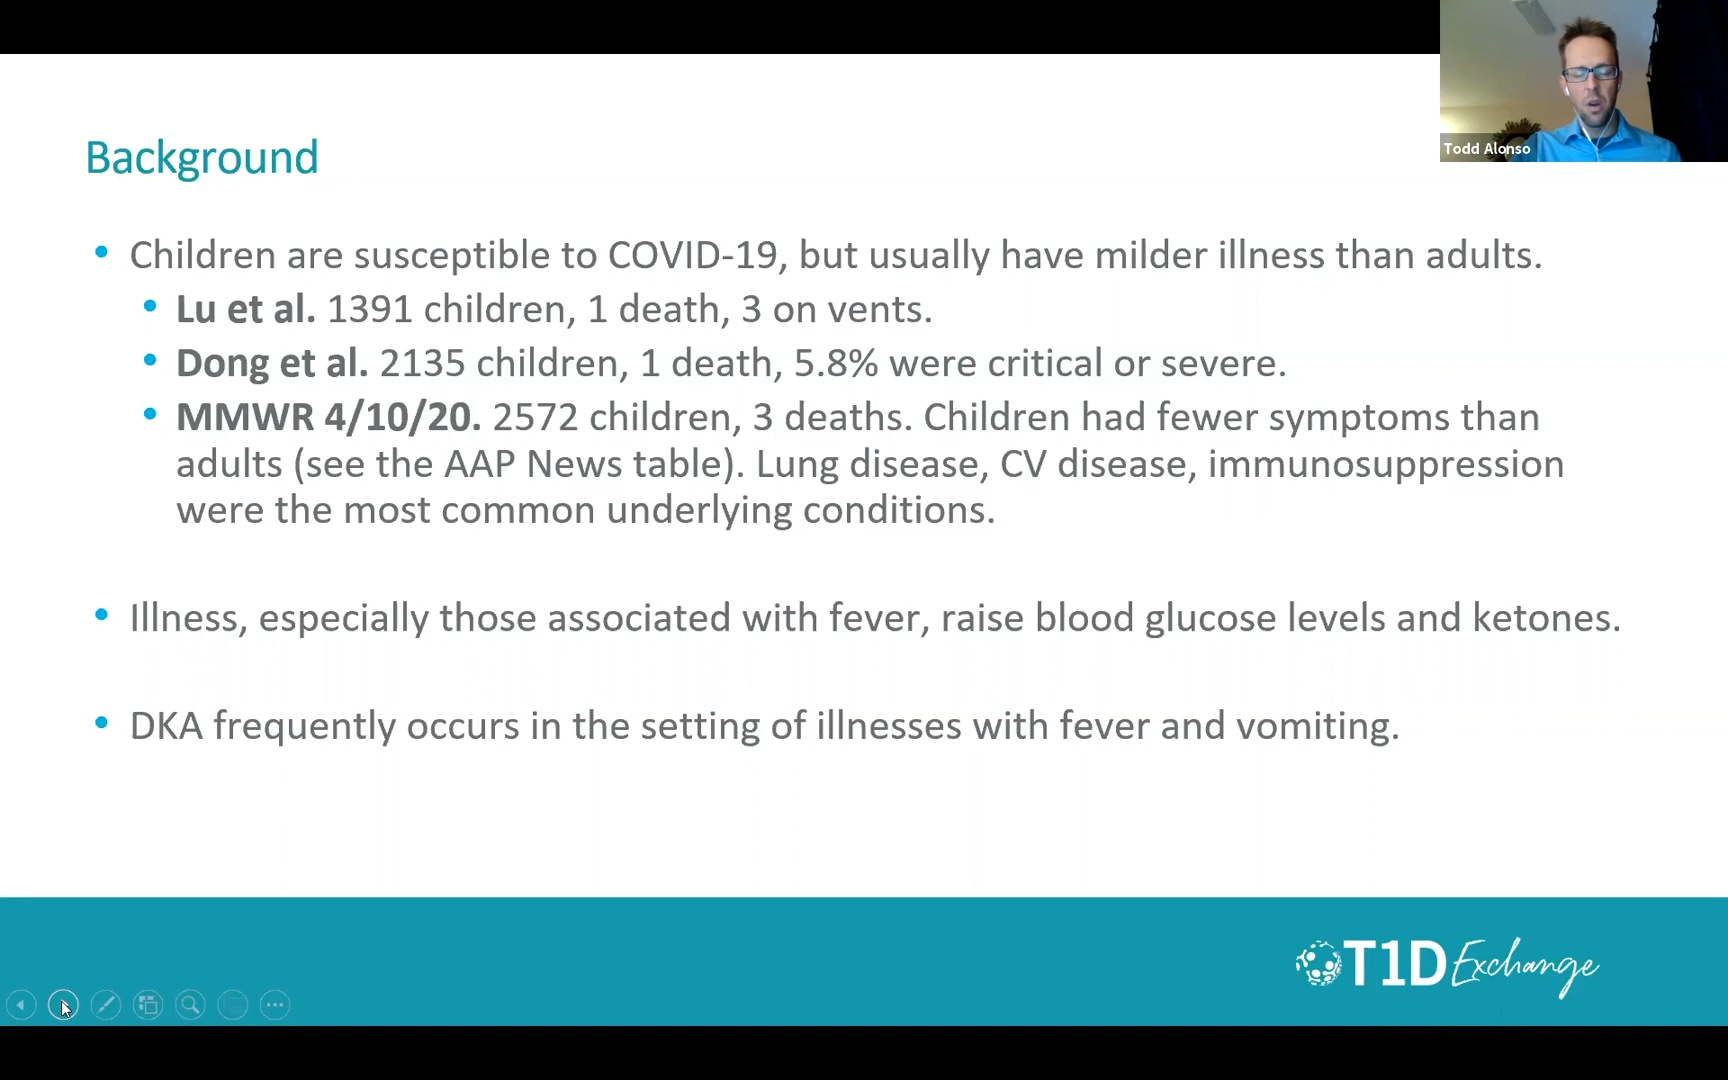 Background
Todd Alonso
• Children are susceptible to COVID-19, but usually have milder illness than adults.
• Lu et al. 1391 children, 1 death, 3 on vents.
• Dong et al. 2135 children, 1 death, 5.8% were critical or severe.
• MMWR 4/10/20. 2572 children, 3 deaths. Children had fewer symptoms than
adults (see the AAP News table). Lung disease, CV disease, immunosuppression
were the most common underlying conditions.
• Illness, especially those associated with fever, raise blood glucose levels and ketones.
• DKA frequently occurs in the setting of illnesses with fever and vomiting.
T1D Exchange